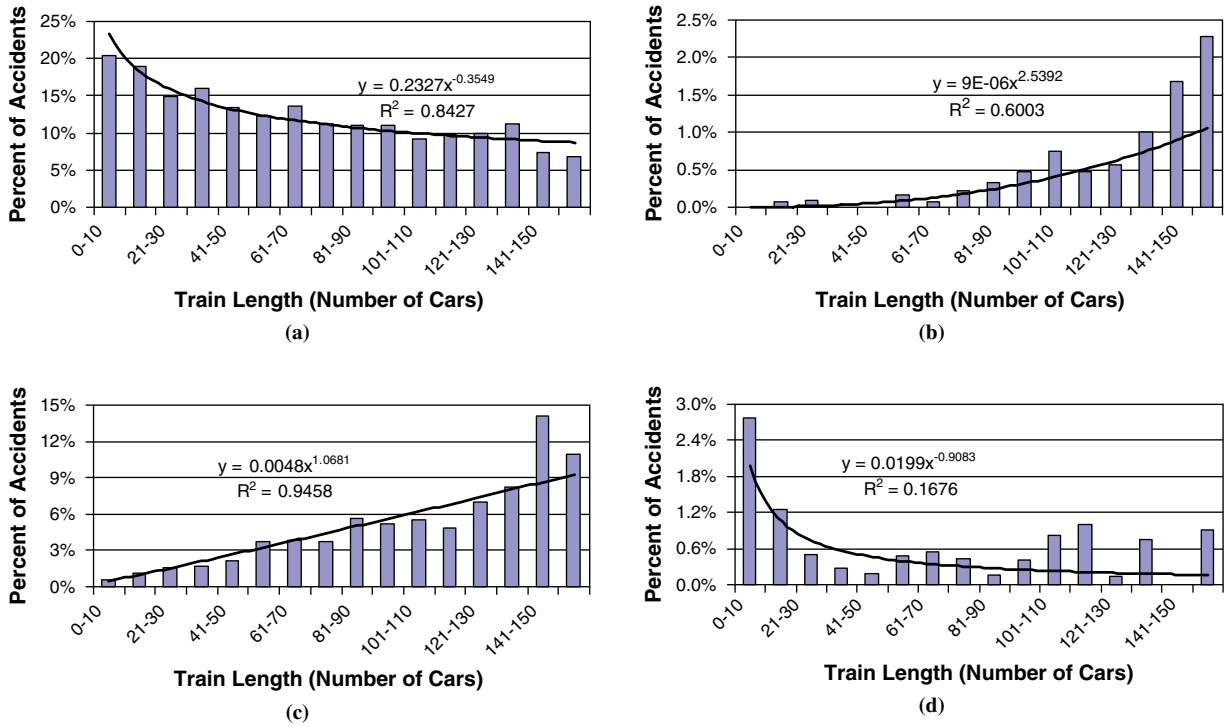 Percent of Accidents
25%
20%
15%
10%
5%
0%
y = 0.2327x^-0.3549
R² = 0.8427
0-10
21-30
41-50
61-70
81-90
101-110
121-130
141-150
Train Length (Number of Cars)
(a)
Percent of Accidents
2.5%
2.0%
1.5%
1.0%
0.5%
0.0%
y = 9E-06x^2.5392
R² = 0.6003
0-10
21-30
41-50
61-70
81-90
101-110
121-130
141-150
Train Length (Number of Cars)
(b)
Percent of Accidents
15%
12%
9%
6%
3%
0%
y = 0.0048x^1.0681
R² = 0.9458
0-10
21-30
41-50
61-70
81-90
101-110
121-130
141-150
Train Length (Number of Cars)
(c)
Percent of Accidents
3.0%
2.4%
1.8%
1.2%
0.6%
0.0%
y = 0.0199x^-0.9083
R² = 0.1676
0-10
21-30
41-50
61-70
81-90
101-110
121-130
141-150
Train Length (Number of Cars)
(d)